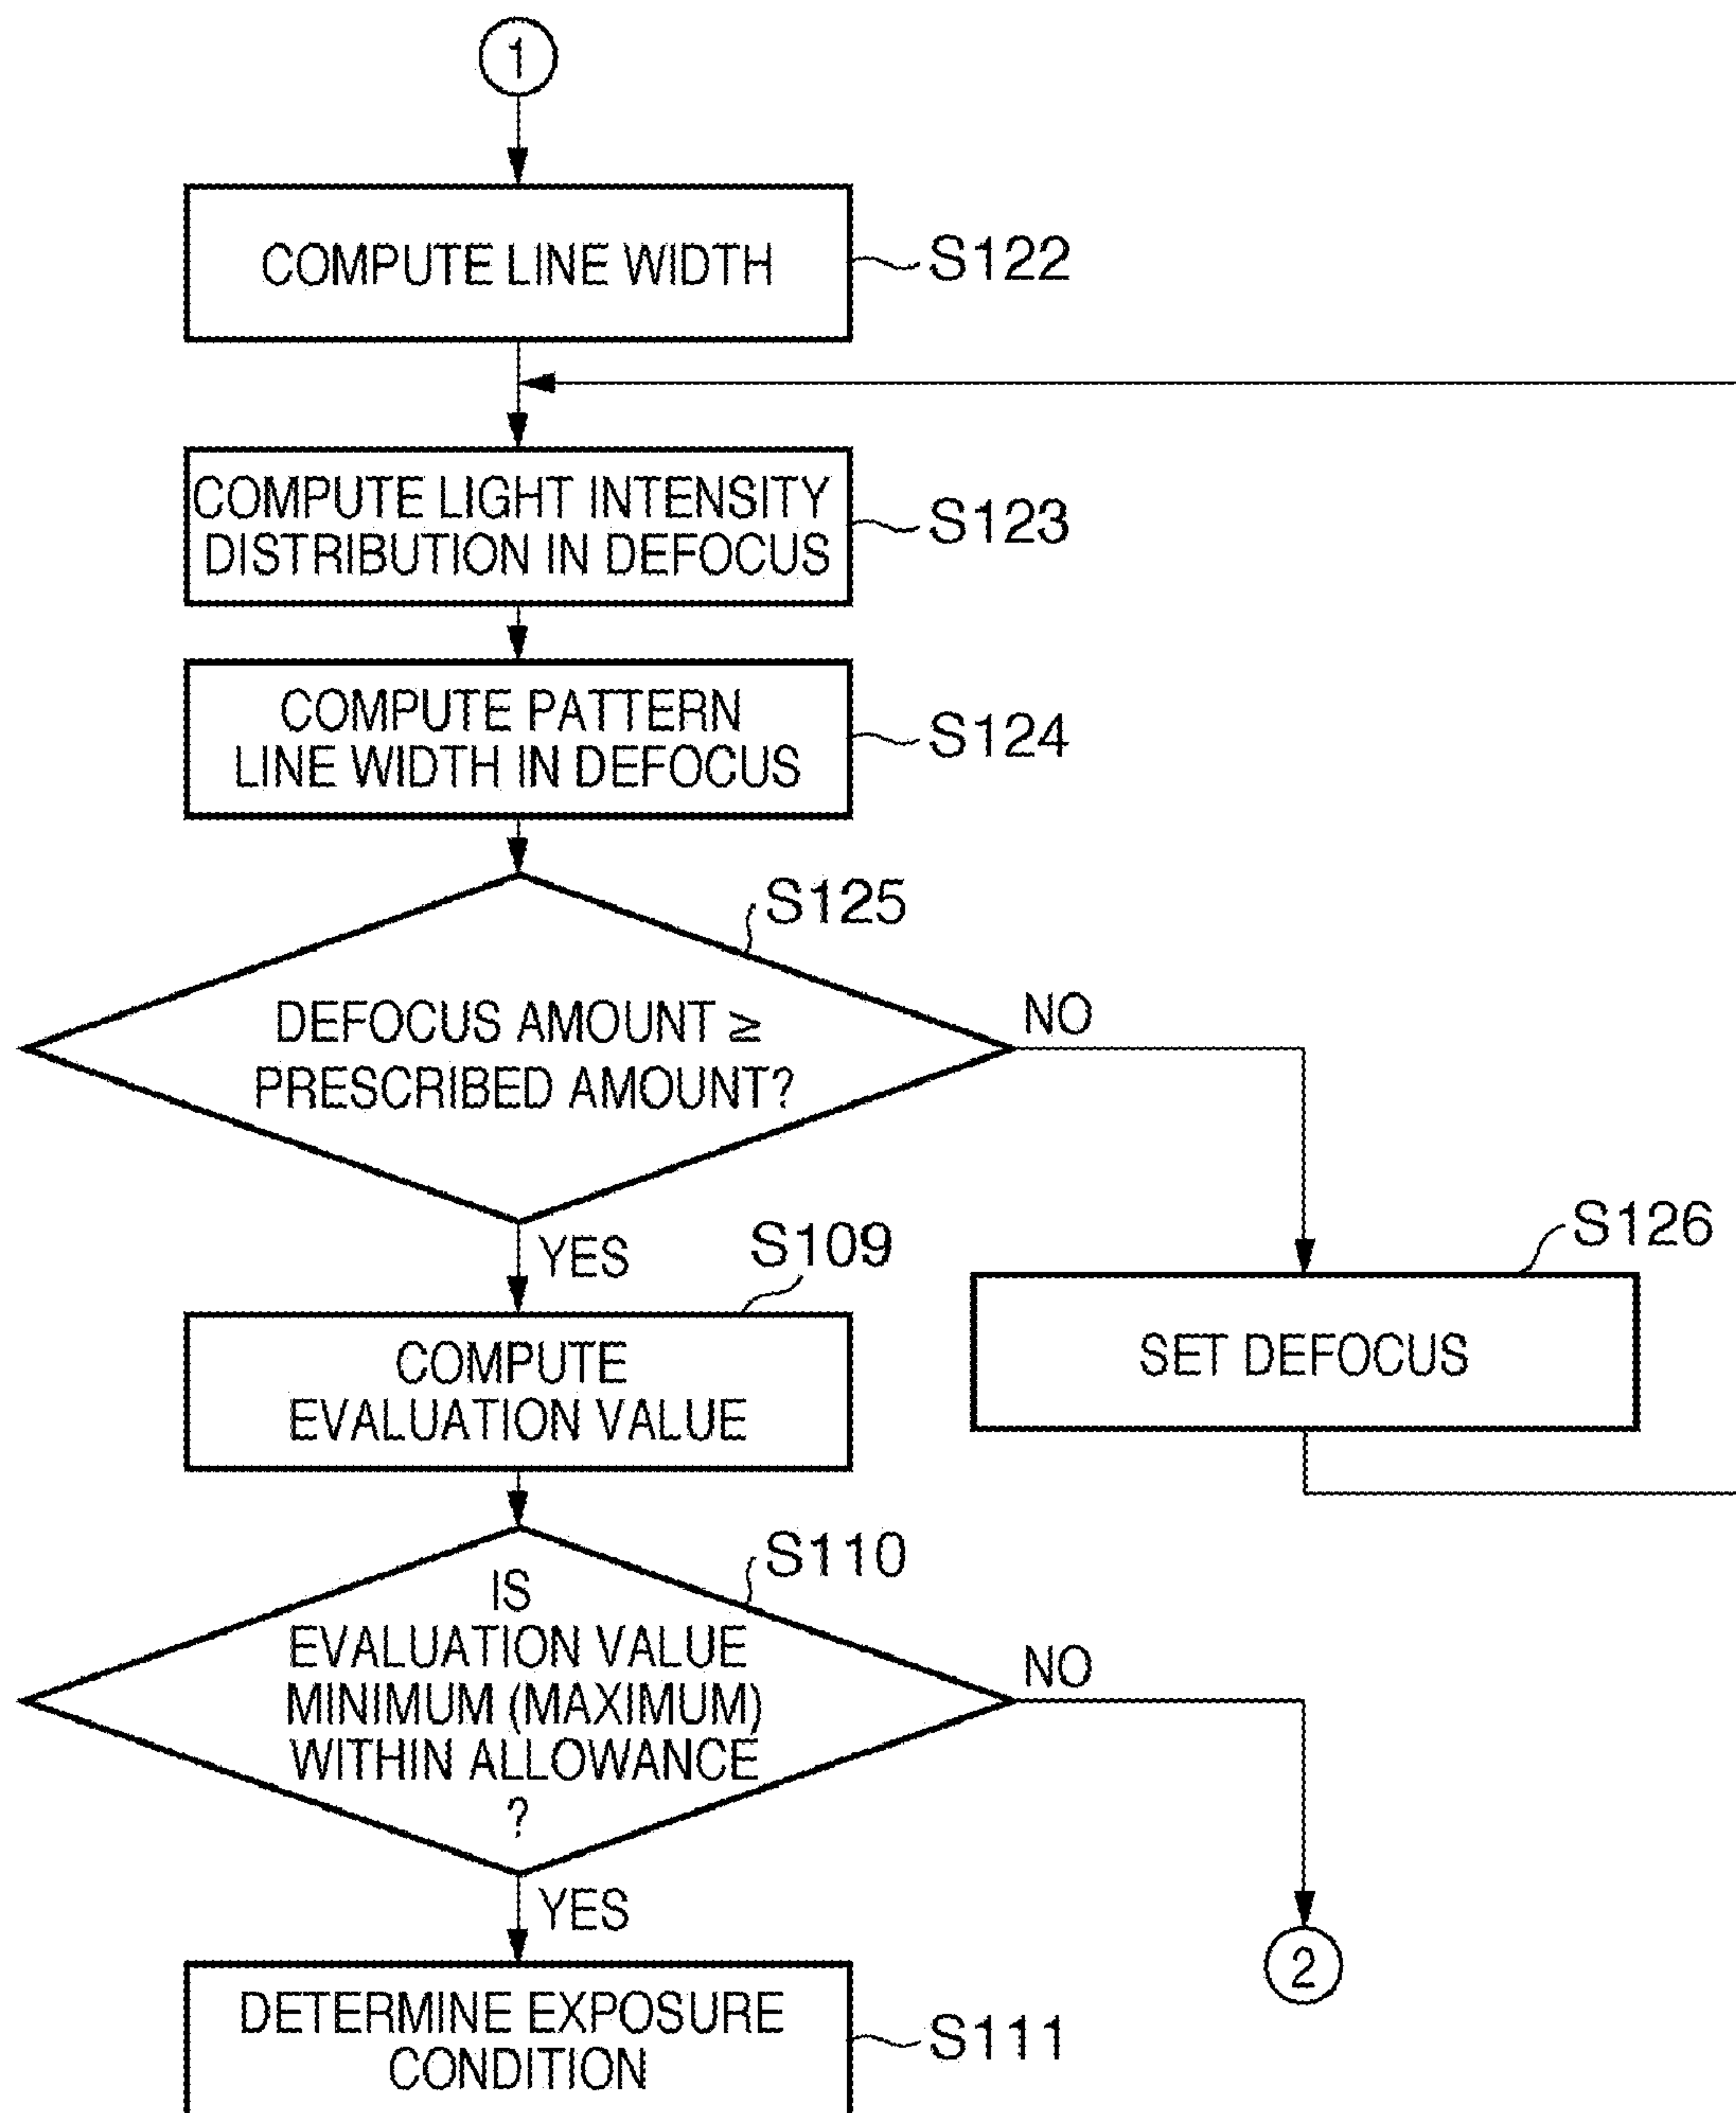 1
COMPUTE LINE WIDTH
S122
COMPUTE LIGHT INTENSITY
DISTRIBUTION IN DEFOCUS
S123
COMPUTE PATTERN
LINE WIDTH IN DEFOCUS
S124
S125
DEFOCUS AMOUNT ≥
PRESCRIBED AMOUNT?
NO
YES
S109
S126
COMPUTE
EVALUATION VALUE
SET DEFOCUS
S110
IS
EVALUATION VALUE
MINIMUM (MAXIMUM)
WITHIN ALLOWANCE
?
NO
YES
2
DETERMINE EXPOSURE
CONDITION
S111